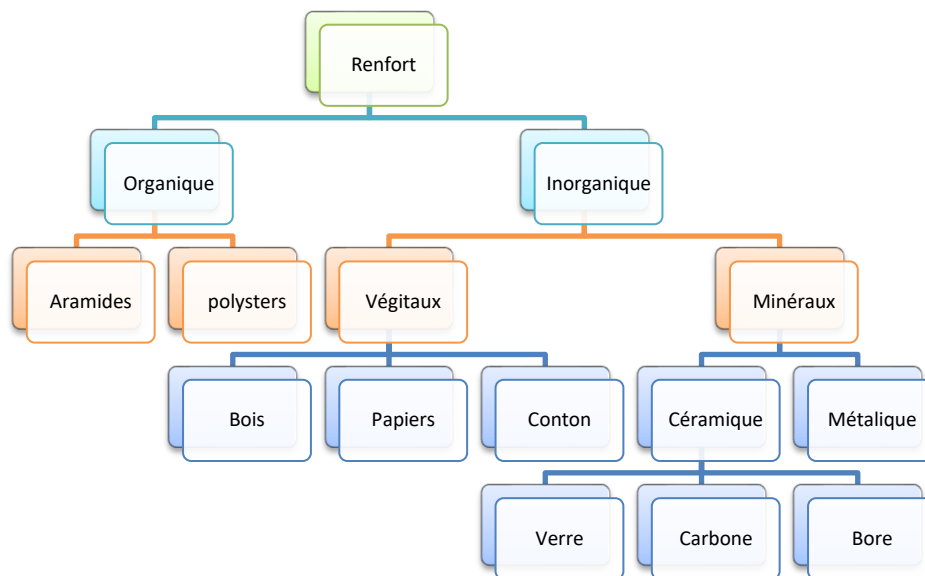 Renfort
Organique
Inorganique
Aramides
polysters
Végitaux
Minéraux
Bois
Papiers
Conton
Céramique
Métalique
Verre
Carbone
Bore